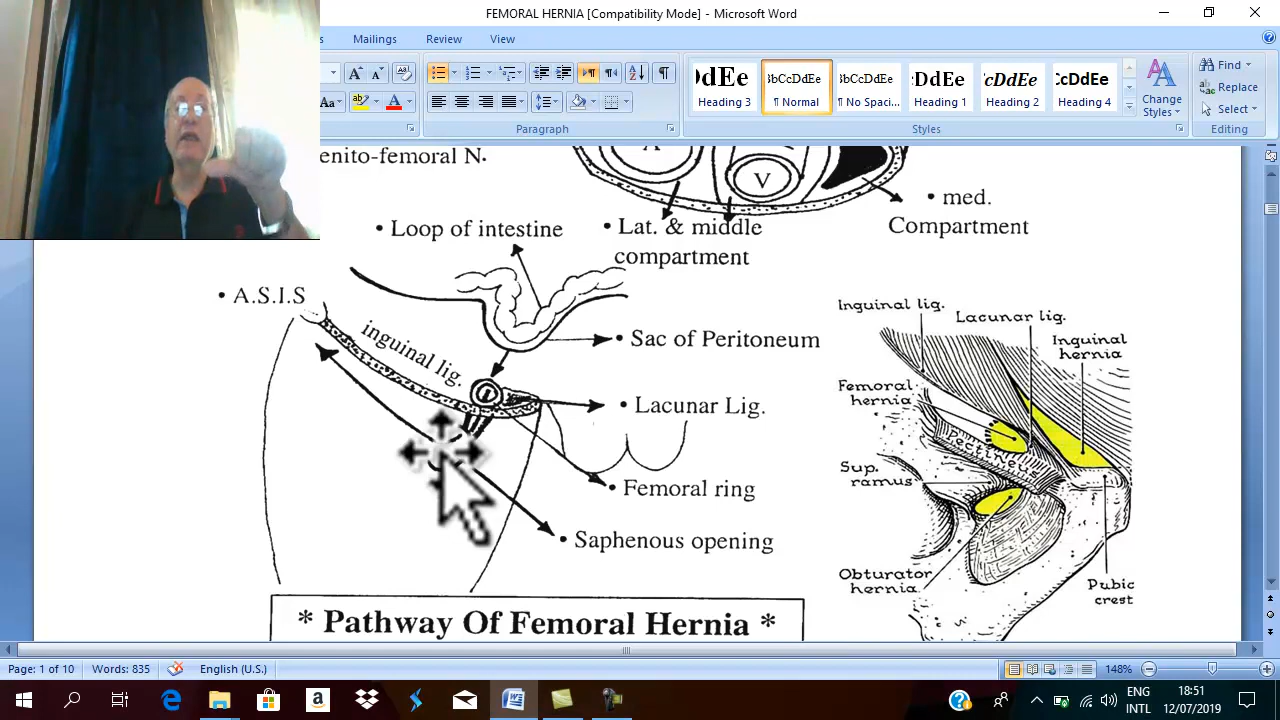 FEMORAL HERNIA [Compatibility Mode] - Microsoft Word
Mailings Review View
Heading 3
¶ Normal
¶ No Spaci...
Heading 1
Heading 2
Heading 4
Change
Styles
Find
Replace
Select
Paragraph
Styles
Editing
enito-femoral N.
V
• med.
Compartment
• Loop of intestine
• Lat. & middle
compartment
• A.S.I.S
inguinal lig.
• Sac of Peritoneum
• Lacunar Lig.
• Femoral ring
• Saphenous opening
Inguinal lig.
Lacunar lig.
Inguinal
hernia
Femoral
hernia
Pectineus
Sup.
ramus
Obturator
hernia
Pubic
crest
* Pathway Of Femoral Hernia *
Page: 1 of 10
Words: 835
English (U.S.)
148%
ENG
INTL
18:51
12/07/2019